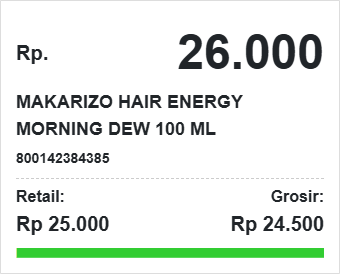 Rp. 26.000
MAKARIZO HAIR ENERGY
MORNING DEW 100 ML
800142384385
Retail: Grosir:
Rp 25.000 Rp 24.500